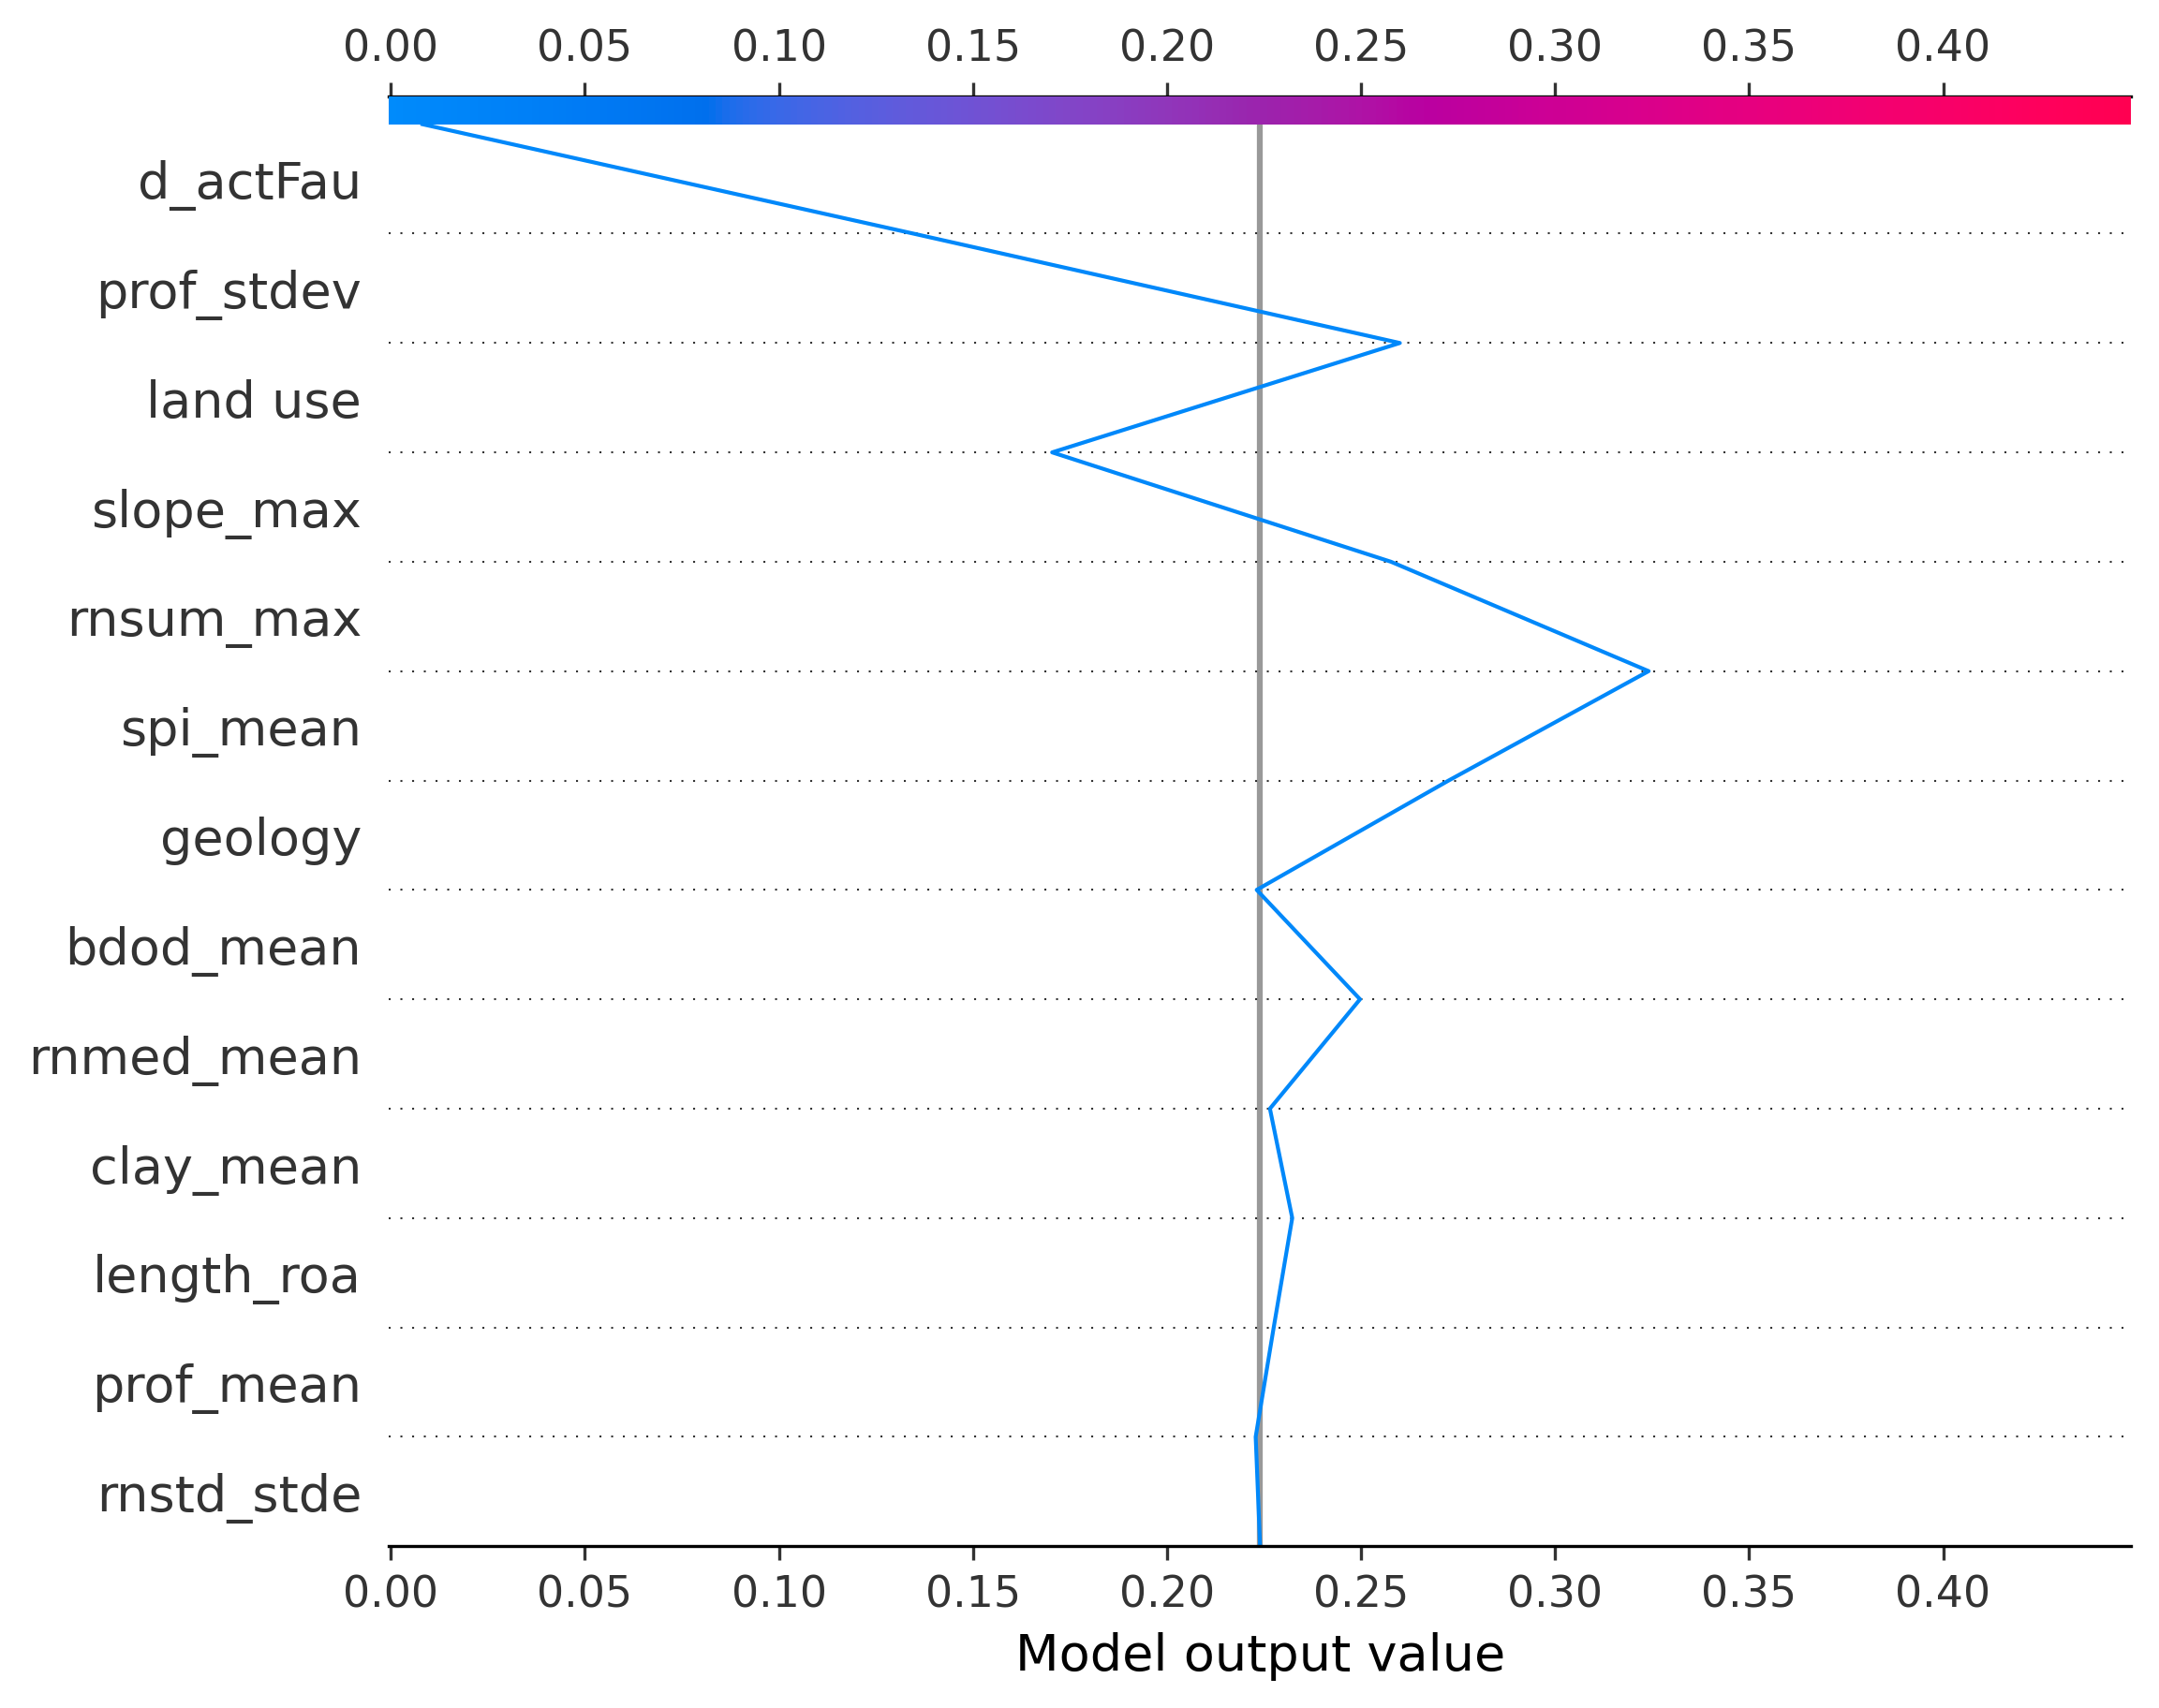 0.00 0.05 0.10 0.15 0.20 0.25 0.30 0.35 0.40
d_actFau
prof_stdev
land use
slope_max
rnsum_max
spi_mean
geology
bdod_mean
rnmed_mean
clay_mean
length_roa
prof_mean
rnstd_stde
0.00 0.05 0.10 0.15 0.20 0.25 0.30 0.35 0.40
Model output value